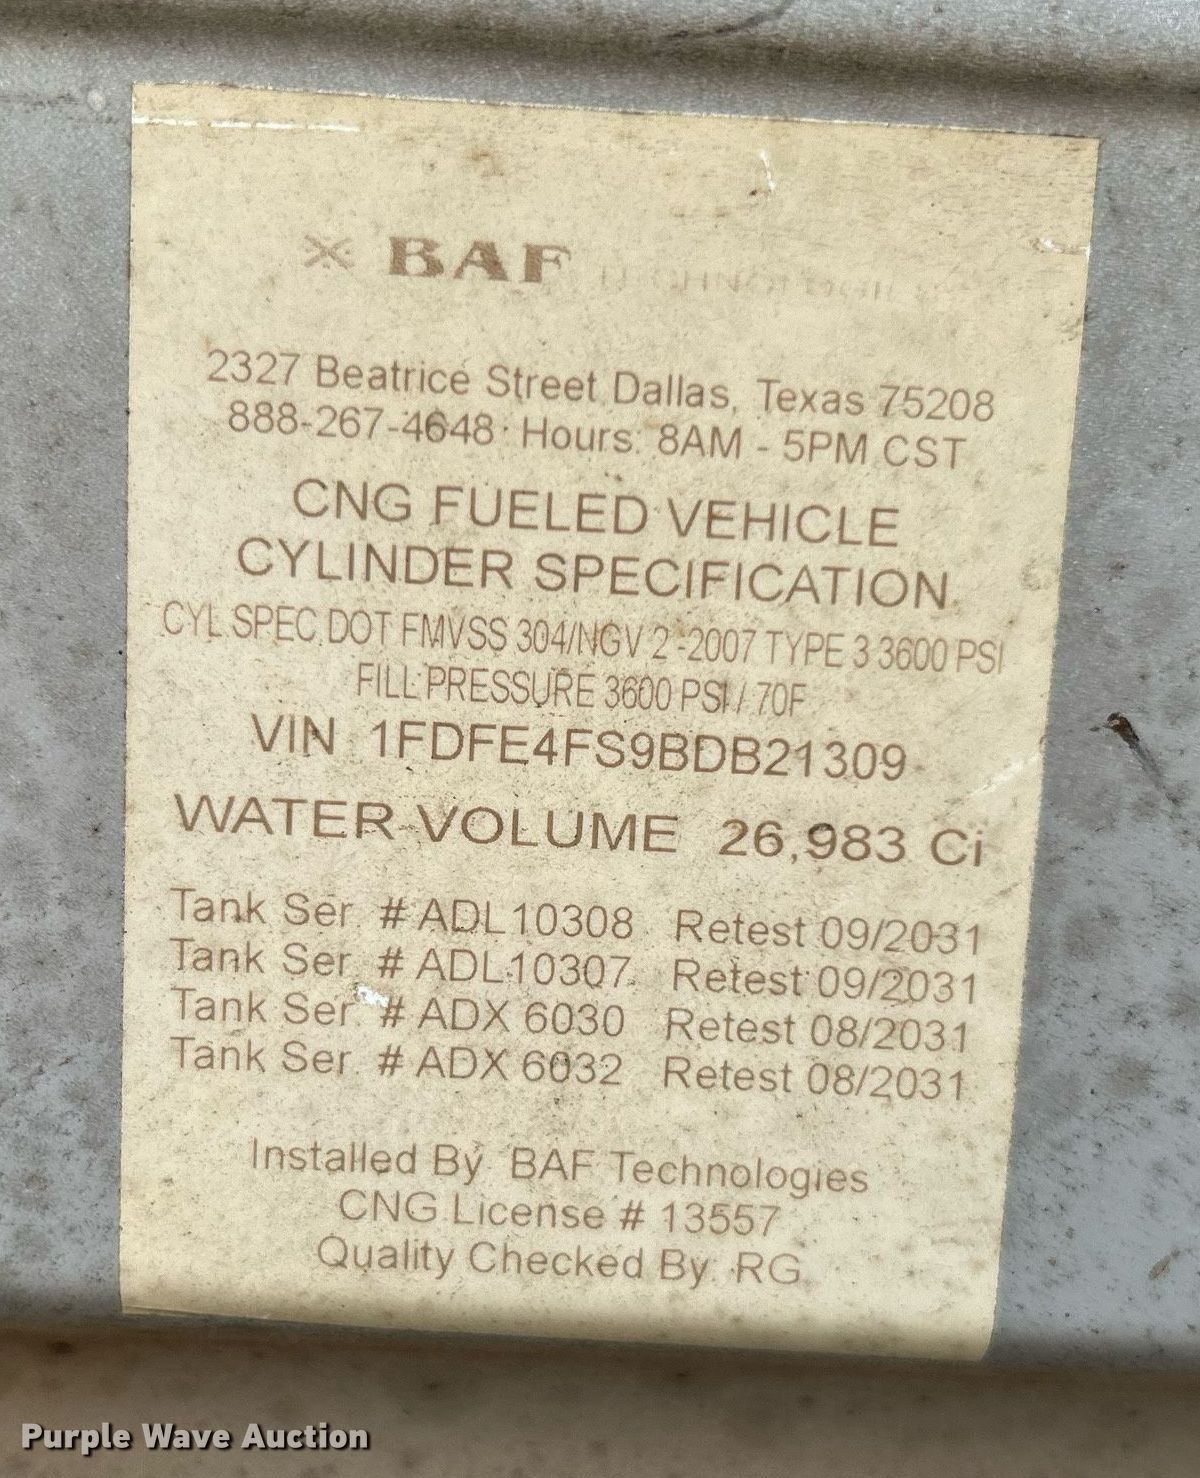 BAF
2327 Beatrice Street Dallas, Texas 75208
888-267-4648 Hours: 8AM - 5PM CST
CNG FUELED VEHICLE
CYLINDER SPECIFICATION
CYL SPEC DOT FMVSS 304/NGV 2 -2007 TYPE 3 3600 PSI
FILL PRESSURE 3600 PSI / 70F
VIN 1FDFE4FS9BDB21309
WATER VOLUME 26,983 Ci
Tank Ser. # ADL10308 Retest 09/2031
Tank Ser. # ADL10307 Retest 09/2031
Tank Ser. # ADX 6030 Retest 08/2031
Tank Ser. # ADX 6032 Retest 08/2031
Installed By BAF Technologies
CNG License # 13557
Quality Checked By: RG
Purple Wave Auction